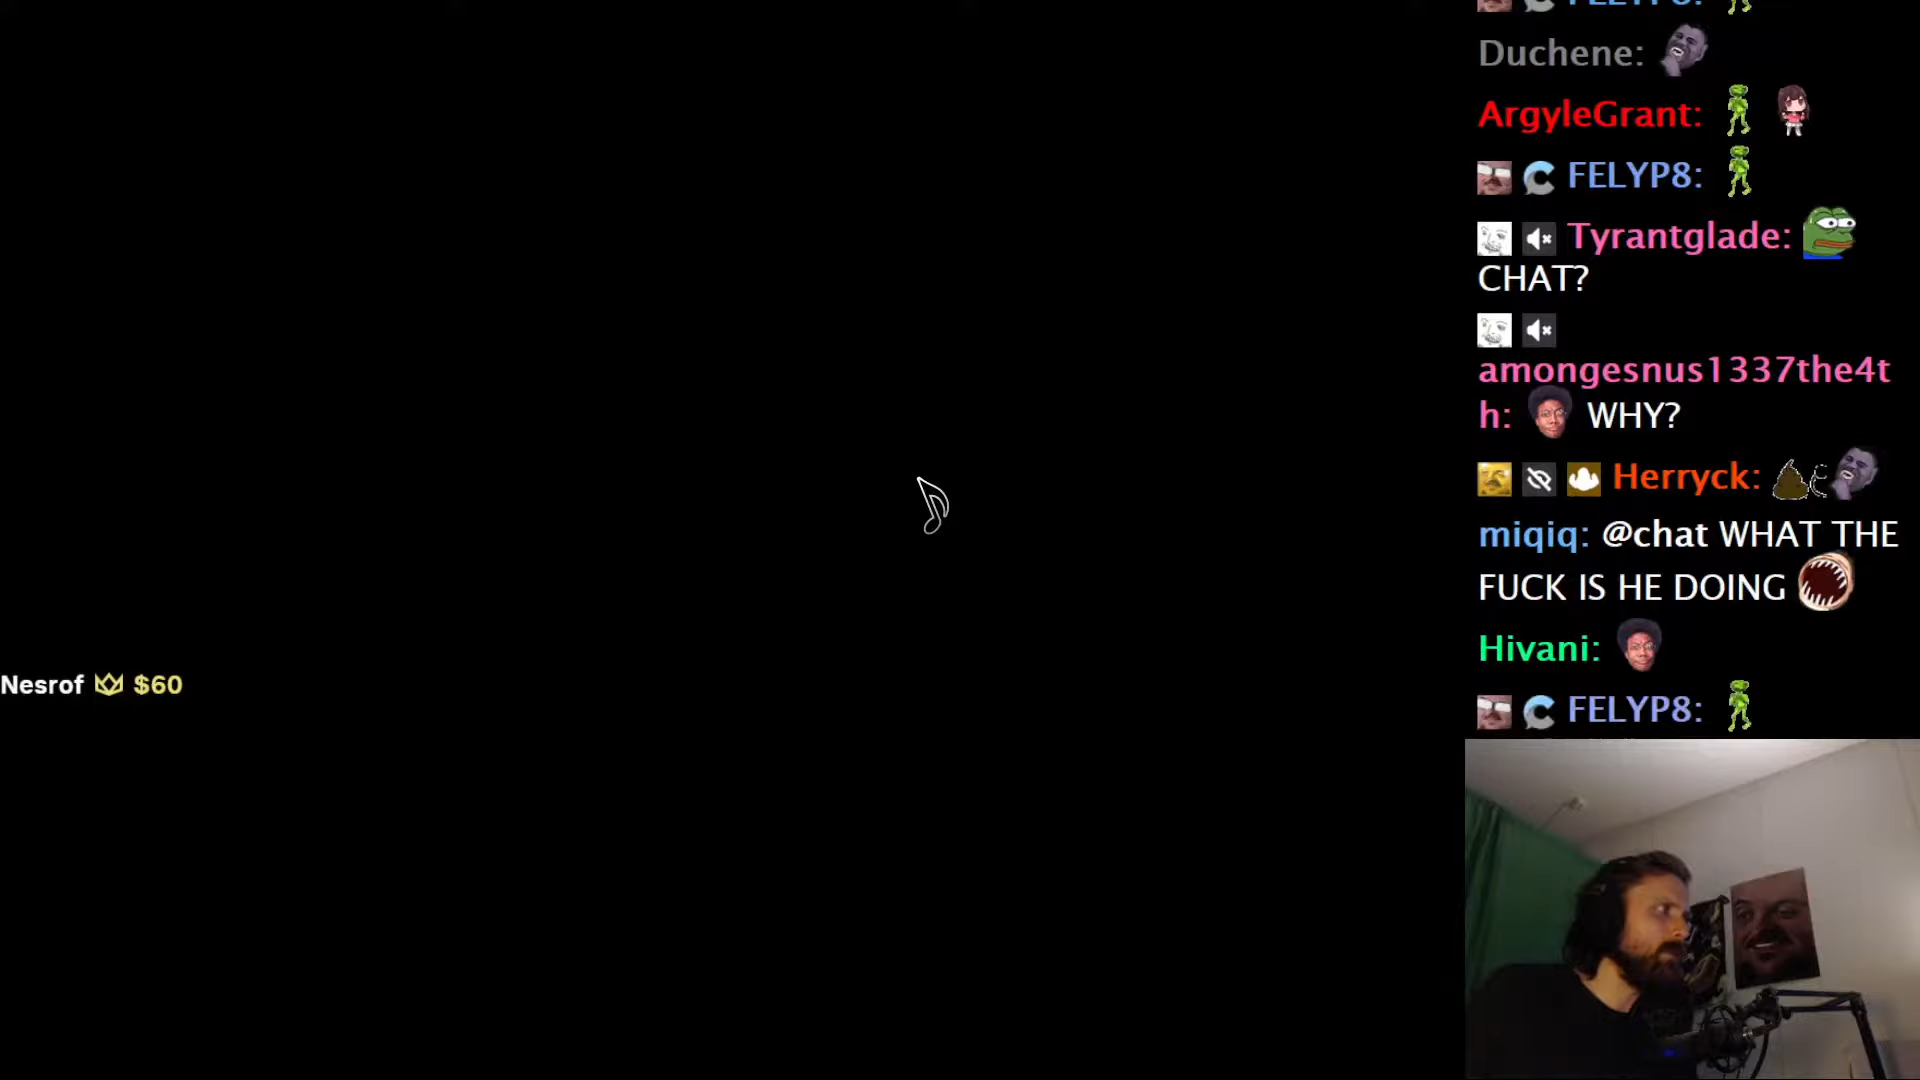 Duchene:
ArgyleGrant:
FELYP8:
Tyrantglade:
CHAT?
amongesnus1337the4t
h: WHY?
Herryck:
miqiq: @chat WHAT THE
FUCK IS HE DOING
Hivani:
FELYP8:
Nesrof $60